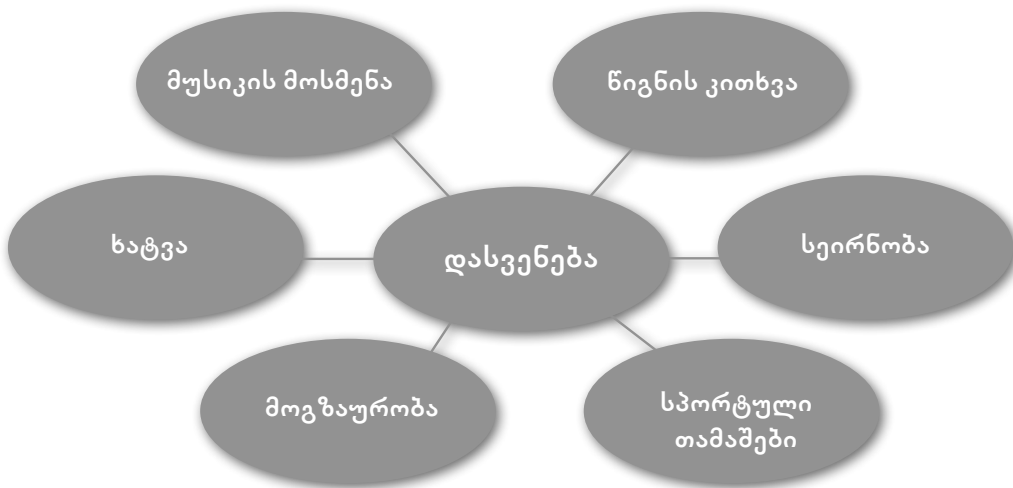 მუსიკის მოსმენა
წიგნის კითხვა
ხატვა
დასვენება
სეირნობა
მოგზაურობა
სპორტული
თამაშები